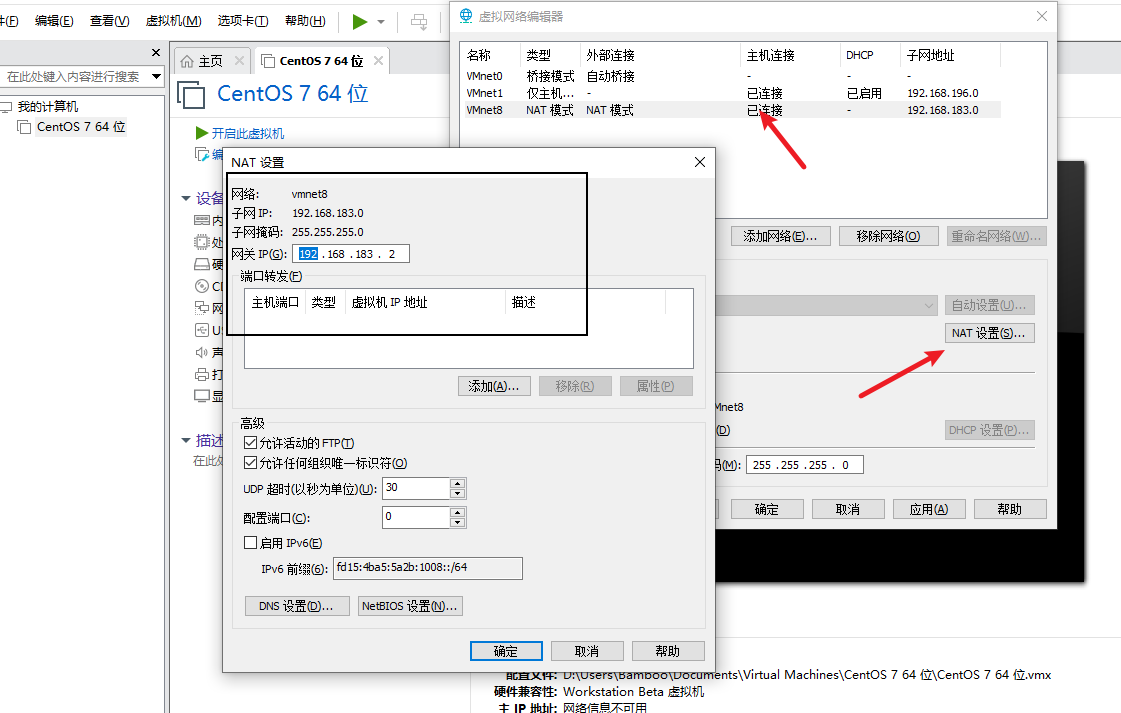 件(F) 编辑(E) 查看(V) 虚拟机(M) 选项卡(T) 帮助(H)
在此处键入内容进行搜索
我的计算机
CentOS 7 64 位
主页 CentOS 7 64 位
CentOS 7 64 位
开启此虚拟机
编
设备
内
处
硬
CI
网
US
声
打
显
描述
在此处
虚拟网络编辑器
名称 类型 外部连接 主机连接 DHCP 子网地址
VMnet0 桥接模式 自动桥接 - - -
VMnet1 仅主机... - 已连接 已启用 192.168.196.0
VMnet8 NAT 模式 NAT 模式 已连接 - 192.168.183.0
添加网络(E)... 移除网络(O) 重命名网络(W)...
自动设置(U)...
NAT 设置(S)...
Mnet8
(D)
DHCP 设置(P)...
码(M): 255 .255 .255 . 0
确定 取消 应用(A) 帮助
NAT 设置
网络: vmnet8
子网 IP: 192.168.183.0
子网掩码: 255.255.255.0
网关 IP(G): 192 .168 .183 . 2
端口转发(F)
主机端口 类型 虚拟机 IP 地址 描述
添加(A)... 移除(R) 属性(P)
高级
允许活动的 FTP(T)
允许任何组织唯一标识符(O)
UDP 超时(以秒为单位)(U): 30
配置端口(C): 0
启用 IPv6(E)
IPv6 前缀(6): fd15:4ba5:5a2b:1008::/64
DNS 设置(D)... NetBIOS 设置(N)...
确定 取消 帮助
配置文件: D:\Users\Bamboo\Documents\Virtual Machines\CentOS 7 64 位\CentOS 7 64 位.vmx
硬件兼容性: Workstation Beta 虚拟机
主 IP 地址: 网络信息不可用